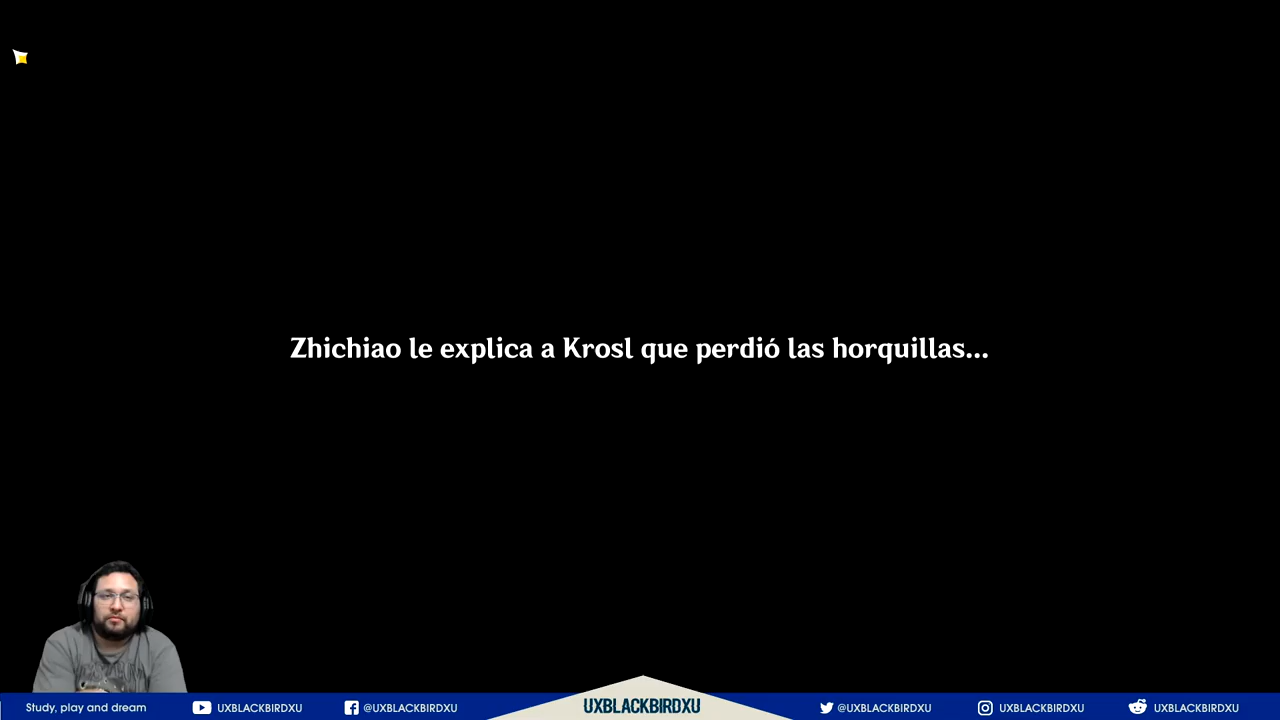 Zhichiao le explica a Krosl que perdió las horquillas...
Study, play and dream
UXBLACKBIRDXU
@UXBLACKBIRDXU
UXBLACKBIRDXU
@UXBLACKBIRDXU
UXBLACKBIRDXU
UXBLACKBIRDXU